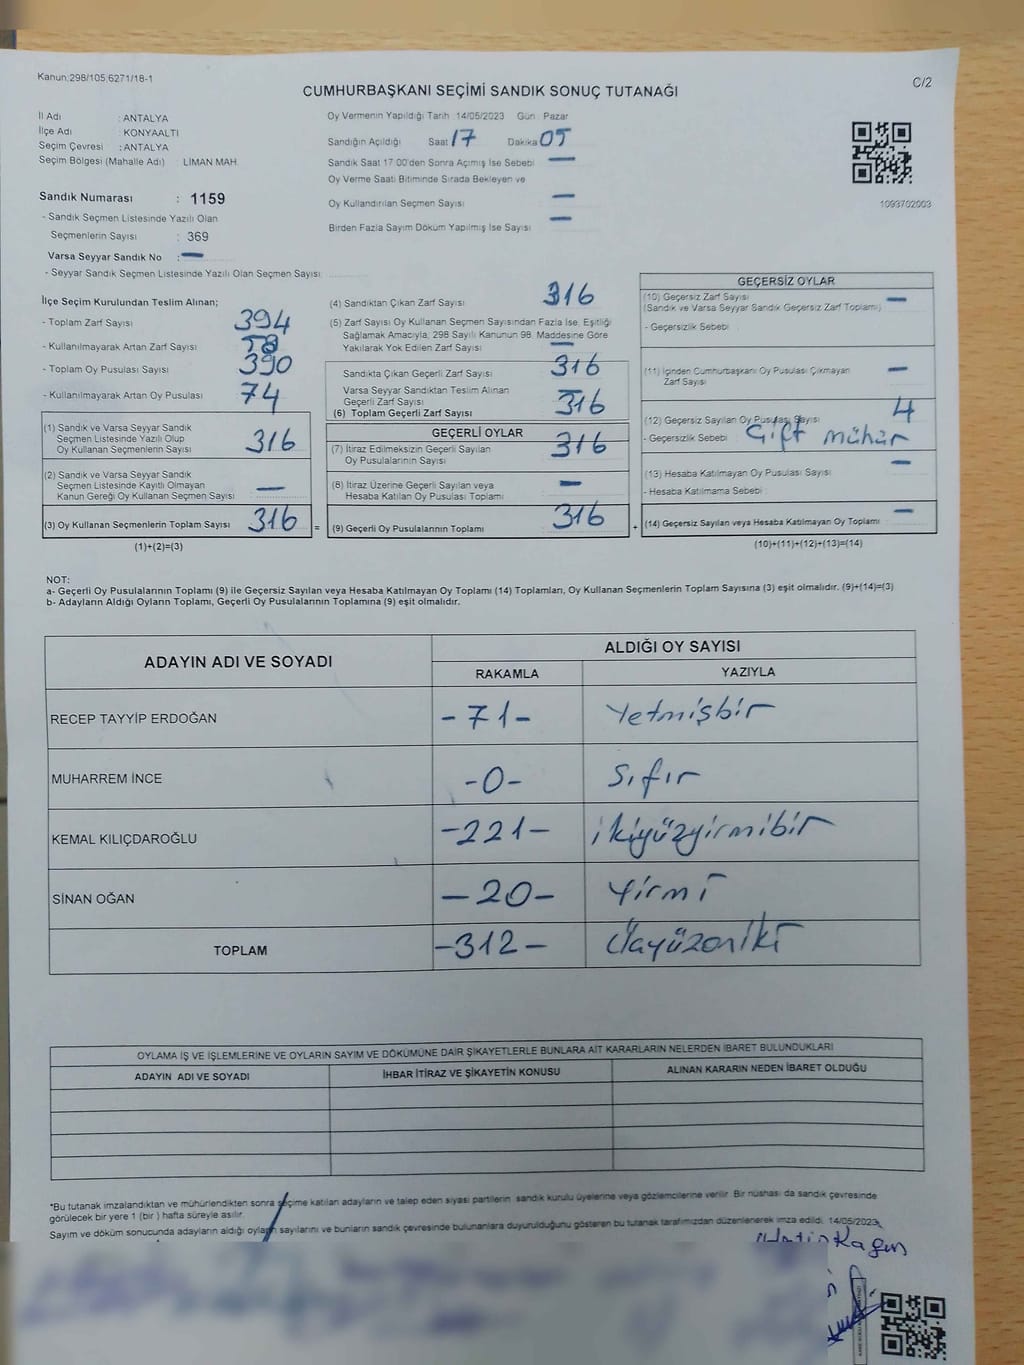 Kanun:298/105,6271/18-1
C/2
CUMHURBAŞKANI SEÇİMİ SANDIK SONUÇ TUTANAĞI
İl Adı : ANTALYA
İlçe Adı : KONYAALTI
Seçim Çevresi : ANTALYA
Seçim Bölgesi (Mahalle Adı) : LİMAN MAH.
Sandık Numarası : 1159
- Sandık Seçmen Listesinde Yazılı Olan
Seçmenlerin Sayısı : 369
Varsa Seyyar Sandık No : —
- Seyyar Sandık Seçmen Listesinde Yazılı Olan Seçmen Sayısı
Oy Vermenin Yapıldığı Tarih 14/05/2023 Gün Pazar
Sandığın Açıldığı Saat 17 Dakika 05
Sandık Saat 17:00'den Sonra Açımış İse Sebebi —
Oy Verme Saati Bitiminde Sırada Bekleyen ve
Oy Kullandırılan Seçmen Sayısı —
Birden Fazla Sayım Döküm Yapılmış İse Sayısı —
1093702003
İlçe Seçim Kurulundan Teslim Alınan;
- Toplam Zarf Sayısı 394
- Kullanılmayarak Artan Zarf Sayısı 78
- Toplam Oy Pusulası Sayısı 390
- Kullanılmayarak Artan Oy Pusulası 74
(1) Sandık ve Varsa Seyyar Sandık
Seçmen Listesinde Yazılı Olup
Oy Kullanan Seçmenlerin Sayısı 316
(2) Sandık ve Varsa Seyyar Sandık
Seçmen Listesinde Kayıtlı Olmayan
Kanun Gereği Oy Kullanan Seçmen Sayısı —
(3) Oy Kullanan Seçmenlerin Toplam Sayısı 316 =
(1)+(2)=(3)
(4) Sandıktan Çıkan Zarf Sayısı 316
(5) Zarf Sayısı Oy Kullanan Seçmen Sayısından Fazla İse, Eşitliği
Sağlamak Amacıyla, 298 Sayılı Kanunun 98. Maddesine Göre
Yakılarak Yok Edilen Zarf Sayısı —
Sandıkta Çıkan Geçerli Zarf Sayısı 316
Varsa Seyyar Sandıktan Teslim Alınan
Geçerli Zarf Sayısı —
(6) Toplam Geçerli Zarf Sayısı 316
GEÇERLİ OYLAR
(7) İtiraz Edilmeksizin Geçerli Sayılan
Oy Pusulalarının Sayısı 316
(8) İtiraz Üzerine Geçerli Sayılan veya
Hesaba Katılan Oy Pusulası Toplamı —
(9) Geçerli Oy Pusulalarının Toplamı 316 +
GEÇERSİZ OYLAR
(10) Geçersiz Zarf Sayısı —
(Sandık ve Varsa Seyyar Sandık Geçersiz Zarf Toplamı)
- Geçersizlik Sebebi
(11) İçinden Cumhurbaşkanı Oy Pusulası Çıkmayan
Zarf Sayısı —
(12) Geçersiz Sayılan Oy Pusulası Sayısı 4
- Geçersizlik Sebebi Çift mühür
(13) Hesaba Katılmayan Oy Pusulası Sayısı —
- Hesaba Katılmama Sebebi
(14) Geçersiz Sayılan veya Hesaba Katılmayan Oy Toplamı —
(10)+(11)+(12)+(13)=(14)
NOT:
a- Geçerli Oy Pusulalarının Toplamı (9) ile Geçersiz Sayılan veya Hesaba Katılmayan Oy Toplamı (14) Toplamları, Oy Kullanan Seçmenlerin Toplam Sayısına (3) eşit olmalıdır. (9)+(14)=(3)
b- Adayların Aldığı Oyların Toplamı, Geçerli Oy Pusulalarının Toplamına (9) eşit olmalıdır.
ADAYIN ADI VE SOYADI
ALDIĞI OY SAYISI
RAKAMLA YAZIYLA
RECEP TAYYİP ERDOĞAN -71- Yetmişbir
MUHARREM İNCE -0- Sıfır
KEMAL KILIÇDAROĞLU -221- ikiyüzyirmibir
SİNAN OĞAN -20- Yirmi
TOPLAM -312- Üçyüzoniki
OYLAMA İŞ VE İŞLEMLERİNE VE OYLARIN SAYIM VE DÖKÜMÜNE DAİR ŞİKAYETLERLE BUNLARA AİT KARARLARIN NELERDEN İBARET BULUNDUKLARI
ADAYIN ADI VE SOYADI İHBAR İTİRAZ VE ŞİKAYETİN KONUSU ALINAN KARARIN NEDEN İBARET OLDUĞU
*Bu tutanak imzalandıktan ve mühürlendikten sonra seçime katılan adayların ve talep eden siyasi partilerin sandık kurulu üyelerine veya gözlemcilerine verilir. Bir nüshası da sandık çevresinde
görülecek bir yere 1 (bir) hafta süreyle asılır.
Sayım ve döküm sonucunda adayların aldığı oyların sayılarını ve bunların sandık çevresinde bulunanlara duyurulduğunu gösteren bu tutanak tarafımızdan düzenlenerek imza edildi. 14/05/2023